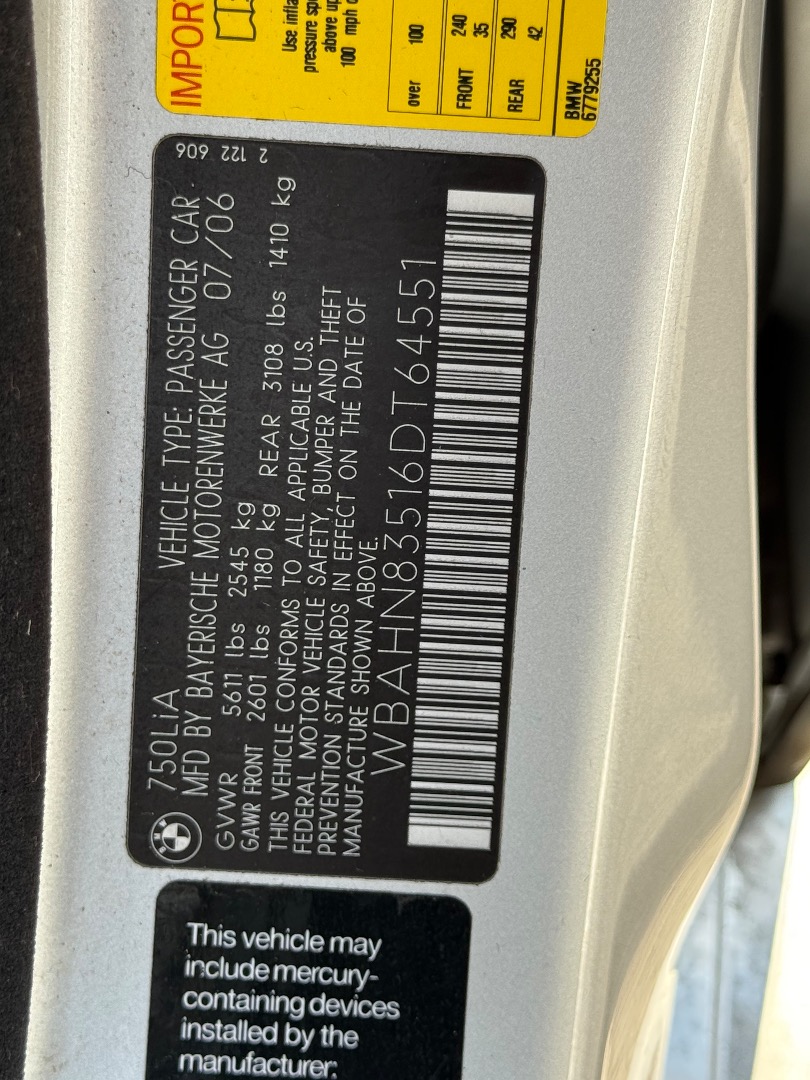 750LiA VEHICLE TYPE: PASSENGER CAR
MFD BY BAYERISCHE MOTORENWERKE AG 07/06
GVWR 5611 lbs 2545 kg
GAWR FRONT 2601 lbs 1180 kg REAR 3108 lbs 1410 kg
THIS VEHICLE CONFORMS TO ALL APPLICABLE U.S.
FEDERAL MOTOR VEHICLE SAFETY, BUMPER AND THEFT
PREVENTION STANDARDS IN EFFECT ON THE DATE OF
MANUFACTURE SHOWN ABOVE.
WBAHN83516DT64551
2 122 606
BMW
IMPOR
Use infla
pressure sp
above up
100 mph
over 100
FRONT 240
35
REAR 290
42
BMW
6779255
This vehicle may
include mercury-
containing devices
installed by the
manufacturer: